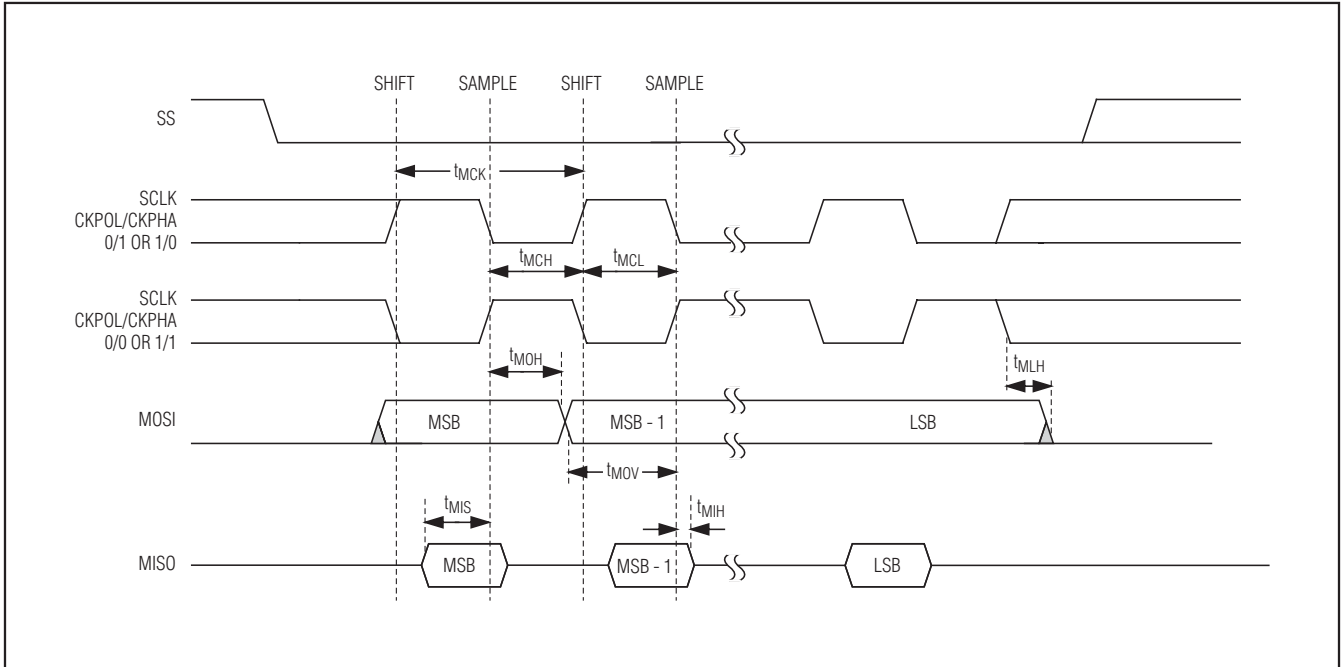 SHIFT SAMPLE SHIFT SAMPLE
SS
tMCK
SCLK
CKPOL/CKPHA
0/1 OR 1/0
tMCH tMCL
SCLK
CKPOL/CKPHA
0/0 OR 1/1
tMOH tMLH
MOSI MSB MSB - 1 LSB
tMOV
tMIS tMIH
MISO MSB MSB - 1 LSB